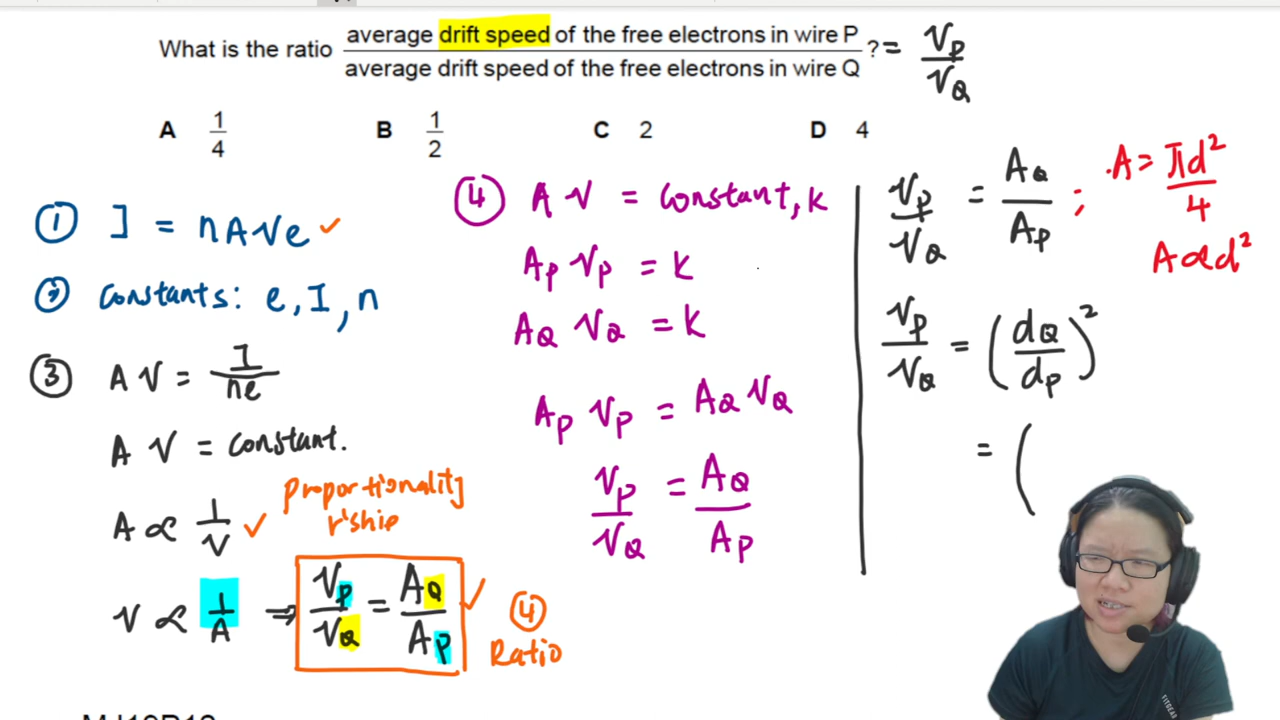 What is the ratio average drift speed of the free electrons in wire P / average drift speed of the free electrons in wire Q ? = VP / VQ
A 1/4 B 1/2 C 2 D 4
① I = nAVe ✓
② constants: e, I, n
③ AV = I/ne
AV = constant.
A ∝ 1/V ✓
proportionality
r'ship
V ∝ 1/A ⇒ VP/VQ = AQ/AP ✓
④
Ratio
④ AV = constant, k
AP VP = k
AQ VQ = k
AP VP = AQ VQ
VP/VQ = AQ/AP
VP/VQ = AQ/AP ; A = πd²/4
A ∝ d²
VP/VQ = (dQ/dP)²
= (
FITGEAR